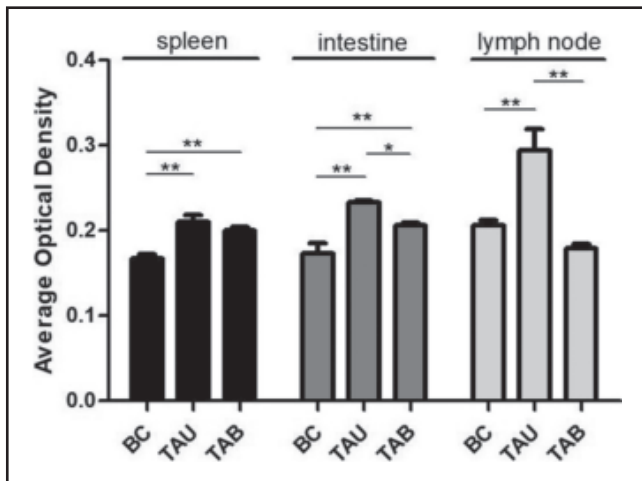 spleen intestine lymph node
0.4
0.3
0.2
0.1
0.0
Average Optical Density
** ** ** ** * ** **
BC TAU TAB BC TAU TAB BC TAU TAB